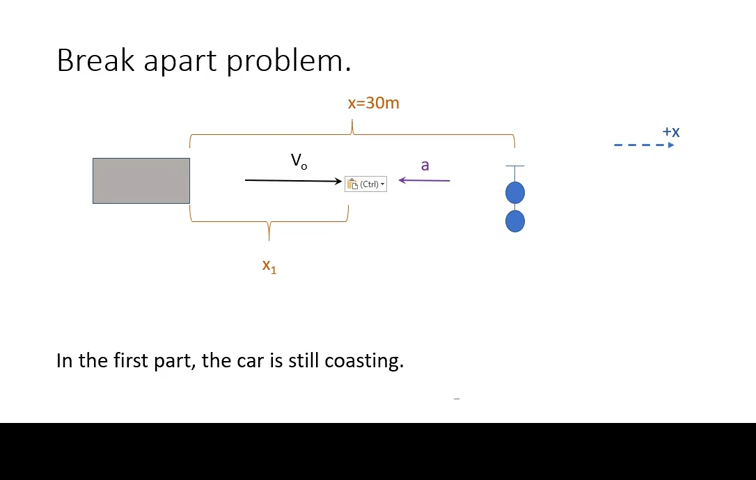 Break apart problem.
x=30m
+x
V₀
a
(Ctrl)
x₁
In the first part, the car is still coasting.